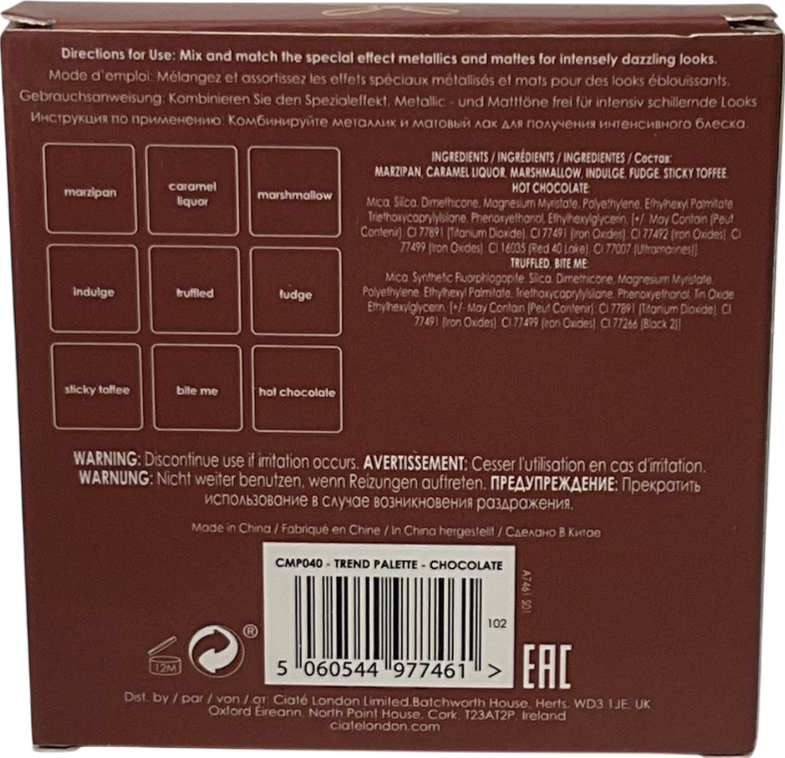 Directions for Use: Mix and match the special effect metallics and mattes for intensely dazzling looks.
Mode d'emploi: Mélangez et assortissez les effets spéciaux métallisés et mats pour des looks éblouissants.
Gebrauchsanweisung: Kombinieren Sie den Spezialeffekt, Metallic - und Matttöne frei für intensiv schillernde Looks
Инструкция по применению: Комбинируйте металлик и матовый лак для получения интенсивного блеска.
marzipan
caramel
liquor
marshmallow
indulge
truffled
fudge
sticky toffee
bite me
hot chocolate
INGREDIENTS / INGRÉDIENTS / INGREDIENTES / Состав:
MARZIPAN, CARAMEL LIQUOR, MARSHMALLOW, INDULGE, FUDGE, STICKY TOFFEE,
HOT CHOCOLATE:
Mica, Silica, Dimethicone, Magnesium Myristate, Polyethylene, Ethylhexyl Palmitate
Triethoxycaprylylsilane, Phenoxyethanol, Ethylhexylglycerin, [+/- May Contain (Peut
Contenir): CI 77891 (Titanium Dioxide), CI 77491 (Iron Oxides), CI 77492 (Iron Oxides), CI
77499 (Iron Oxides), CI 16035 (Red 40 Lake), CI 77007 (Ultramarines)]
TRUFFLED, BITE ME:
Mica, Synthetic Fluorphlogopite, Silica, Dimethicone, Magnesium Myristate,
Polyethylene, Ethylhexyl Palmitate, Triethoxycaprylylsilane, Phenoxyethanol, Tin Oxide
Ethylhexylglycerin, [+/- May Contain (Peut Contenir): CI 77891 (Titanium Dioxide), CI
77491 (Iron Oxides), CI 77499 (Iron Oxides), CI 77266 (Black 2)]
WARNING: Discontinue use if irritation occurs. AVERTISSEMENT: Cesser l'utilisation en cas d'irritation.
WARNUNG: Nicht weiter benutzen, wenn Reizungen auftreten. ПРЕДУПРЕЖДЕНИЕ: Прекратить
использование в случае возникновения раздражения.
Made in China / Fabriqué en Chine / In China hergestellt / Сделано В Китае
CMP040 - TREND PALETTE - CHOCOLATE
102
5 060544 977461 >
A7461 S01
12M
®
EAC
Dist. by / par / von / от: Ciaté London Limited,Batchworth House, Herts, WD3 1JE, UK
Oxford Eireann, North Point House, Cork, T23AT2P, Ireland
ciatelondon.com